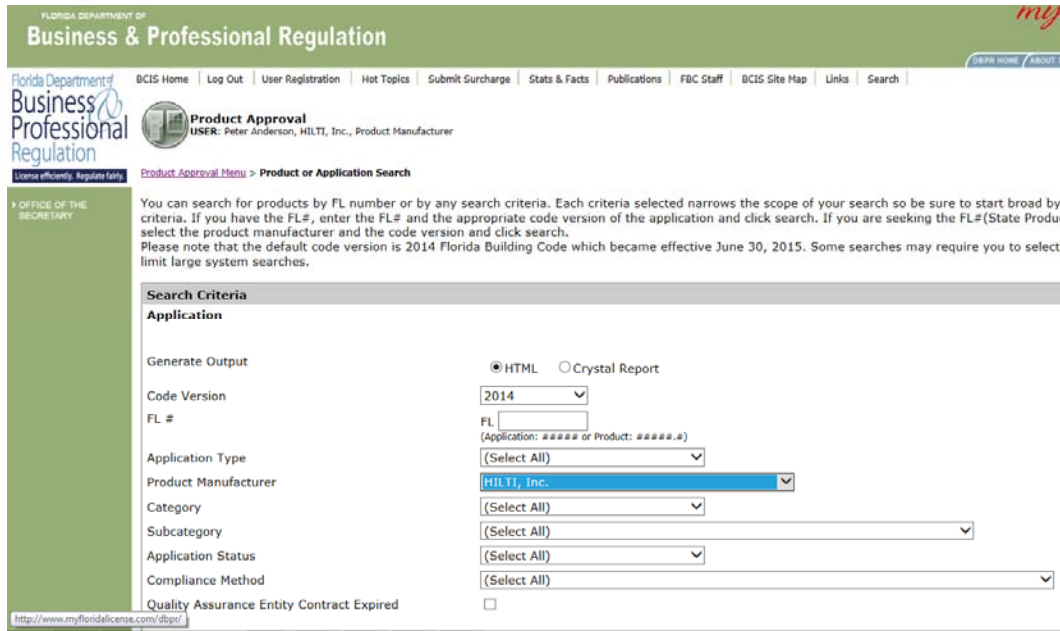 FLORIDA DEPARTMENT OF
Business & Professional Regulation
my
DBPR HOME ABOUT
Florida Department of
Business
Professional
Regulation
License efficiently. Regulate fairly.
BCIS Home Log Out User Registration Hot Topics Submit Surcharge Stats & Facts Publications FBC Staff BCIS Site Map Links Search
Product Approval
USER: Peter Anderson, HILTI, Inc., Product Manufacturer
Product Approval Menu > Product or Application Search
OFFICE OF THE
SECRETARY
You can search for products by FL number or by any search criteria. Each criteria selected narrows the scope of your search so be sure to start broad by
criteria. If you have the FL#, enter the FL# and the appropriate code version of the application and click search. If you are seeking the FL#(State Produ
select the product manufacturer and the code version and click search.
Please note that the default code version is 2014 Florida Building Code which became effective June 30, 2015. Some searches may require you to select
limit large system searches.
Search Criteria
Application
Generate Output HTML Crystal Report
Code Version 2014
FL # FL
(Application: ##### or Product: #####.#)
Application Type (Select All)
Product Manufacturer HILTI, Inc.
Category (Select All)
Subcategory (Select All)
Application Status (Select All)
Compliance Method (Select All)
Quality Assurance Entity Contract Expired
http://www.myfloridalicense.com/dbpr/